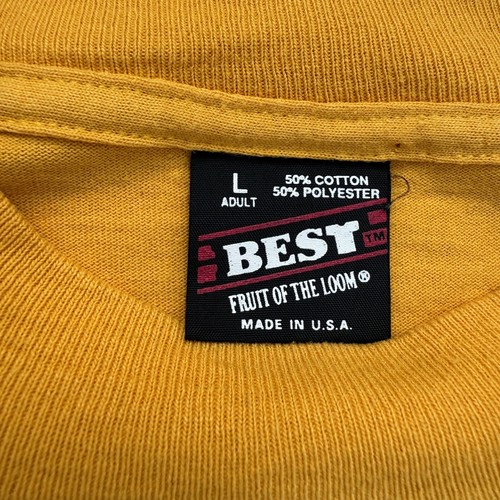 L 50% COTTON
ADULT 50% POLYESTER
BEST TM
FRUIT OF THE LOOM®
MADE IN U.S.A.